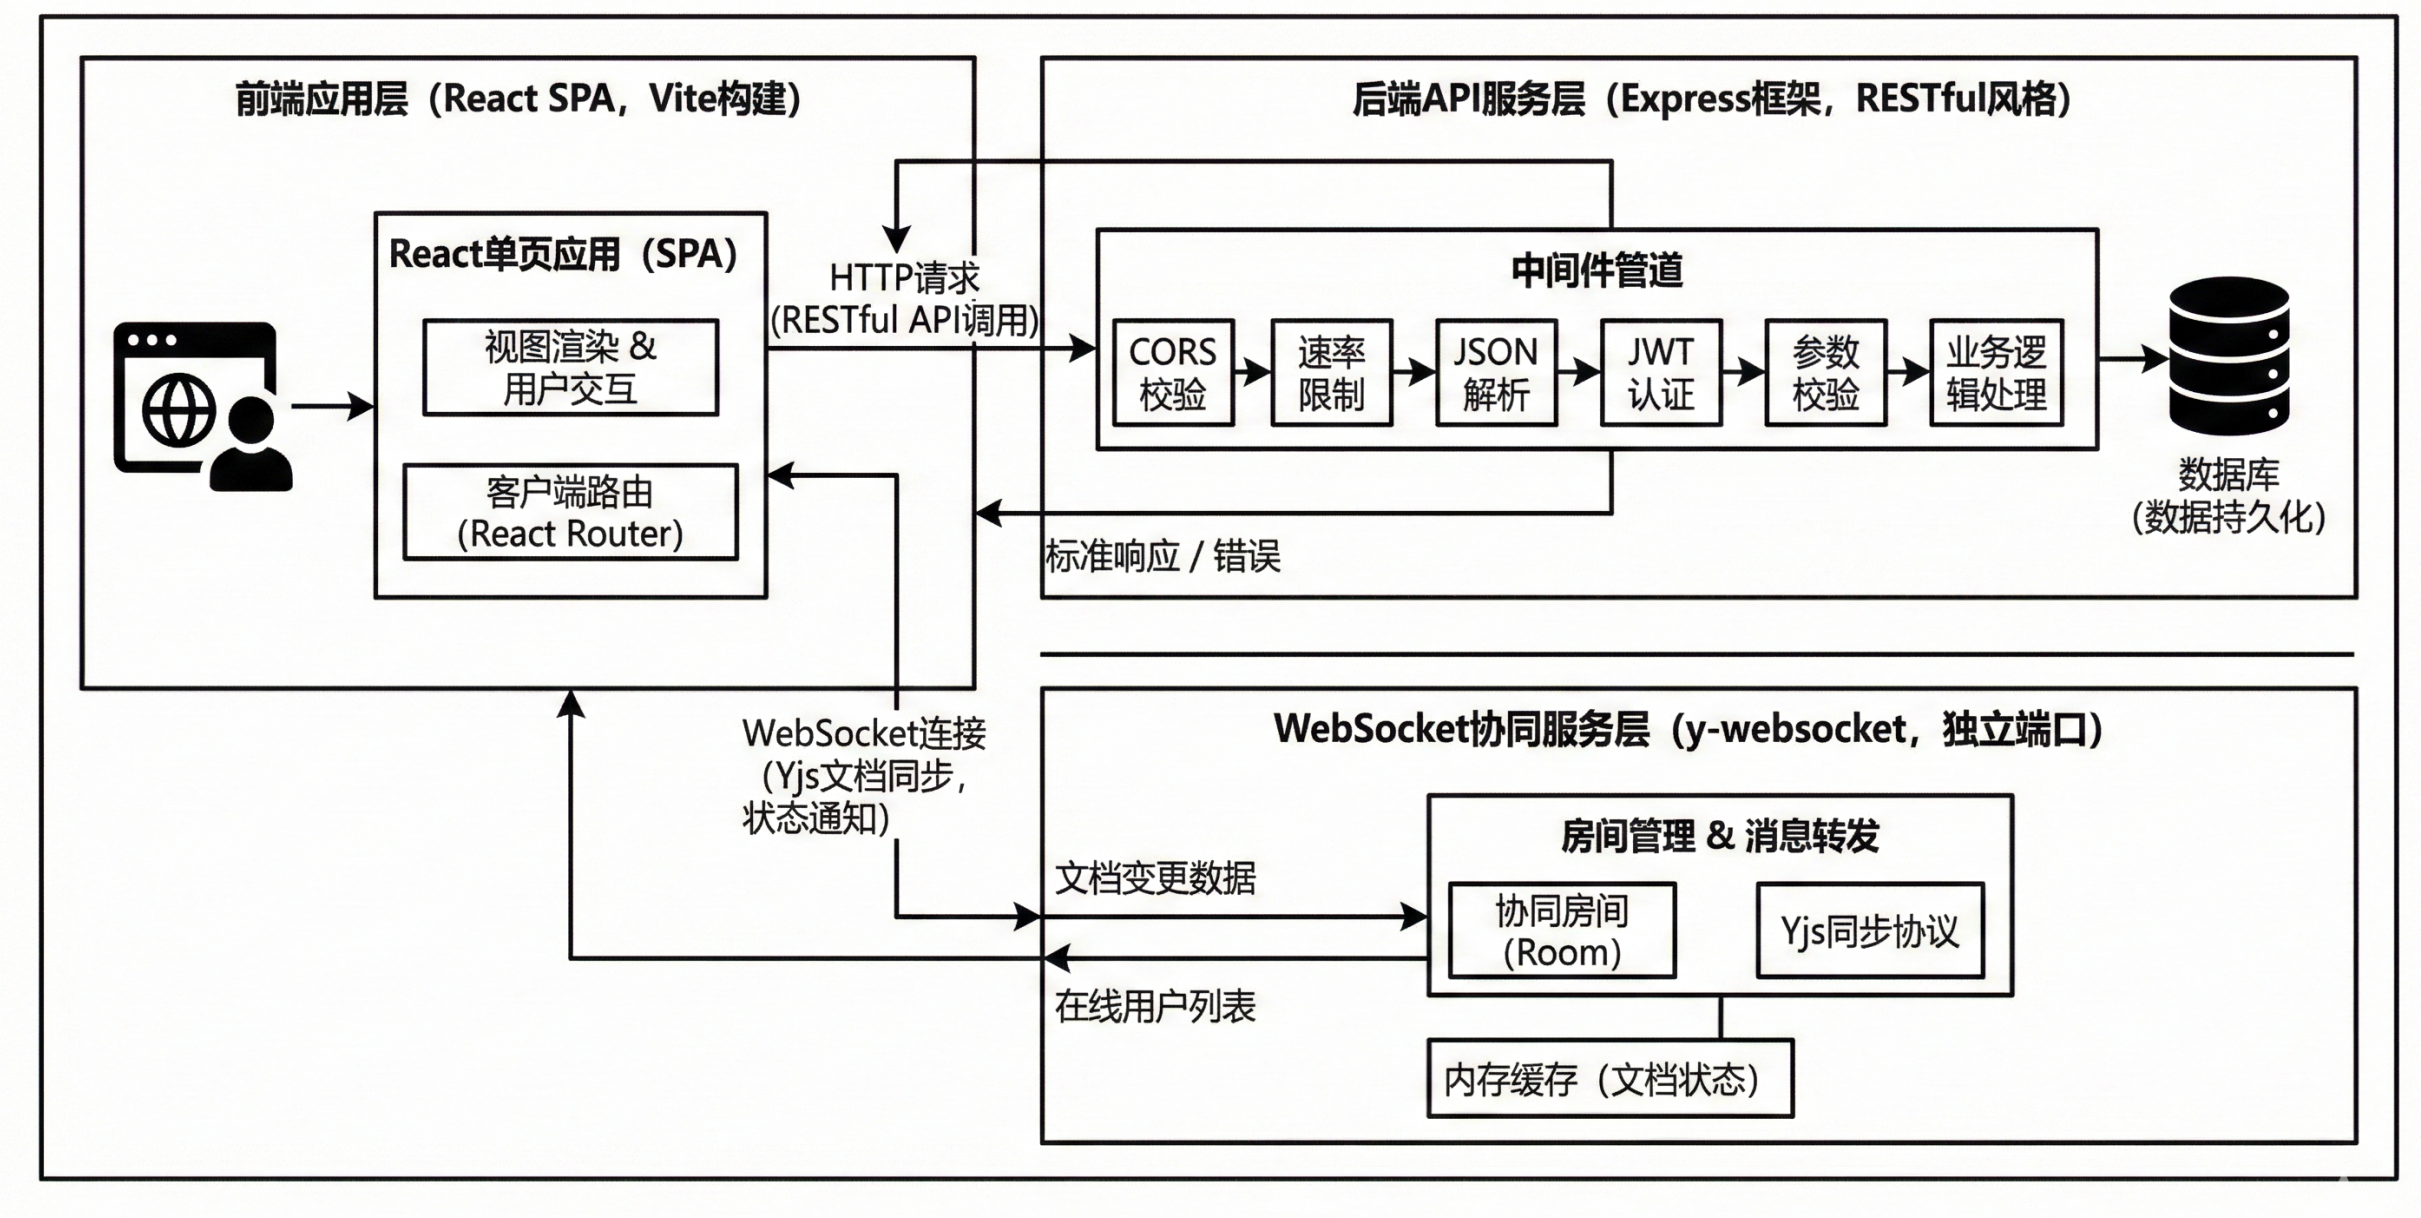 前端应用层（React SPA，Vite构建）
React单页应用（SPA）
视图渲染 &
用户交互
客户端路由
（React Router）
HTTP请求
(RESTful API调用)
后端API服务层（Express框架，RESTful风格）
中间件管道
CORS
校验
速率
限制
JSON
解析
JWT
认证
参数
校验
业务逻
辑处理
数据库
（数据持久化）
标准响应 / 错误
WebSocket连接
（Yjs文档同步，
状态通知）
WebSocket协同服务层（y-websocket，独立端口）
文档变更数据
在线用户列表
房间管理 & 消息转发
协同房间
（Room）
Yjs同步协议
内存缓存（文档状态）